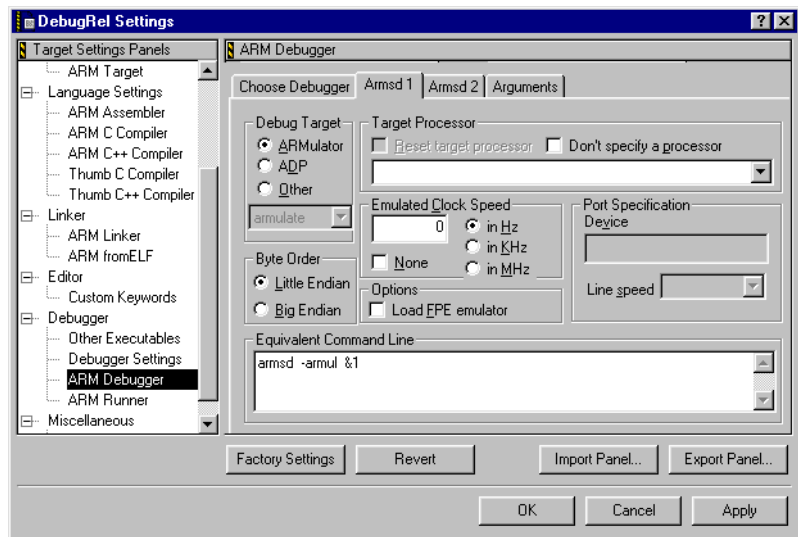 DebugRel Settings
Target Settings Panels
ARM Target
Language Settings
ARM Assembler
ARM C Compiler
ARM C++ Compiler
Thumb C Compiler
Thumb C++ Compiler
Linker
ARM Linker
ARM fromELF
Editor
Custom Keywords
Debugger
Other Executables
Debugger Settings
ARM Debugger
ARM Runner
Miscellaneous
ARM Debugger
Choose Debugger
Armsd 1
Armsd 2
Arguments
Debug Target
ARMulator
ADP
Other
armulate
Target Processor
Reset target processor
Don't specify a processor
Emulated Clock Speed
0
in Hz
in KHz
in MHz
None
Port Specification
Device
Line speed
Byte Order
Little Endian
Big Endian
Options
Load FPE emulator
Equivalent Command Line
armsd -armul &1
Factory Settings
Revert
Import Panel...
Export Panel...
OK
Cancel
Apply